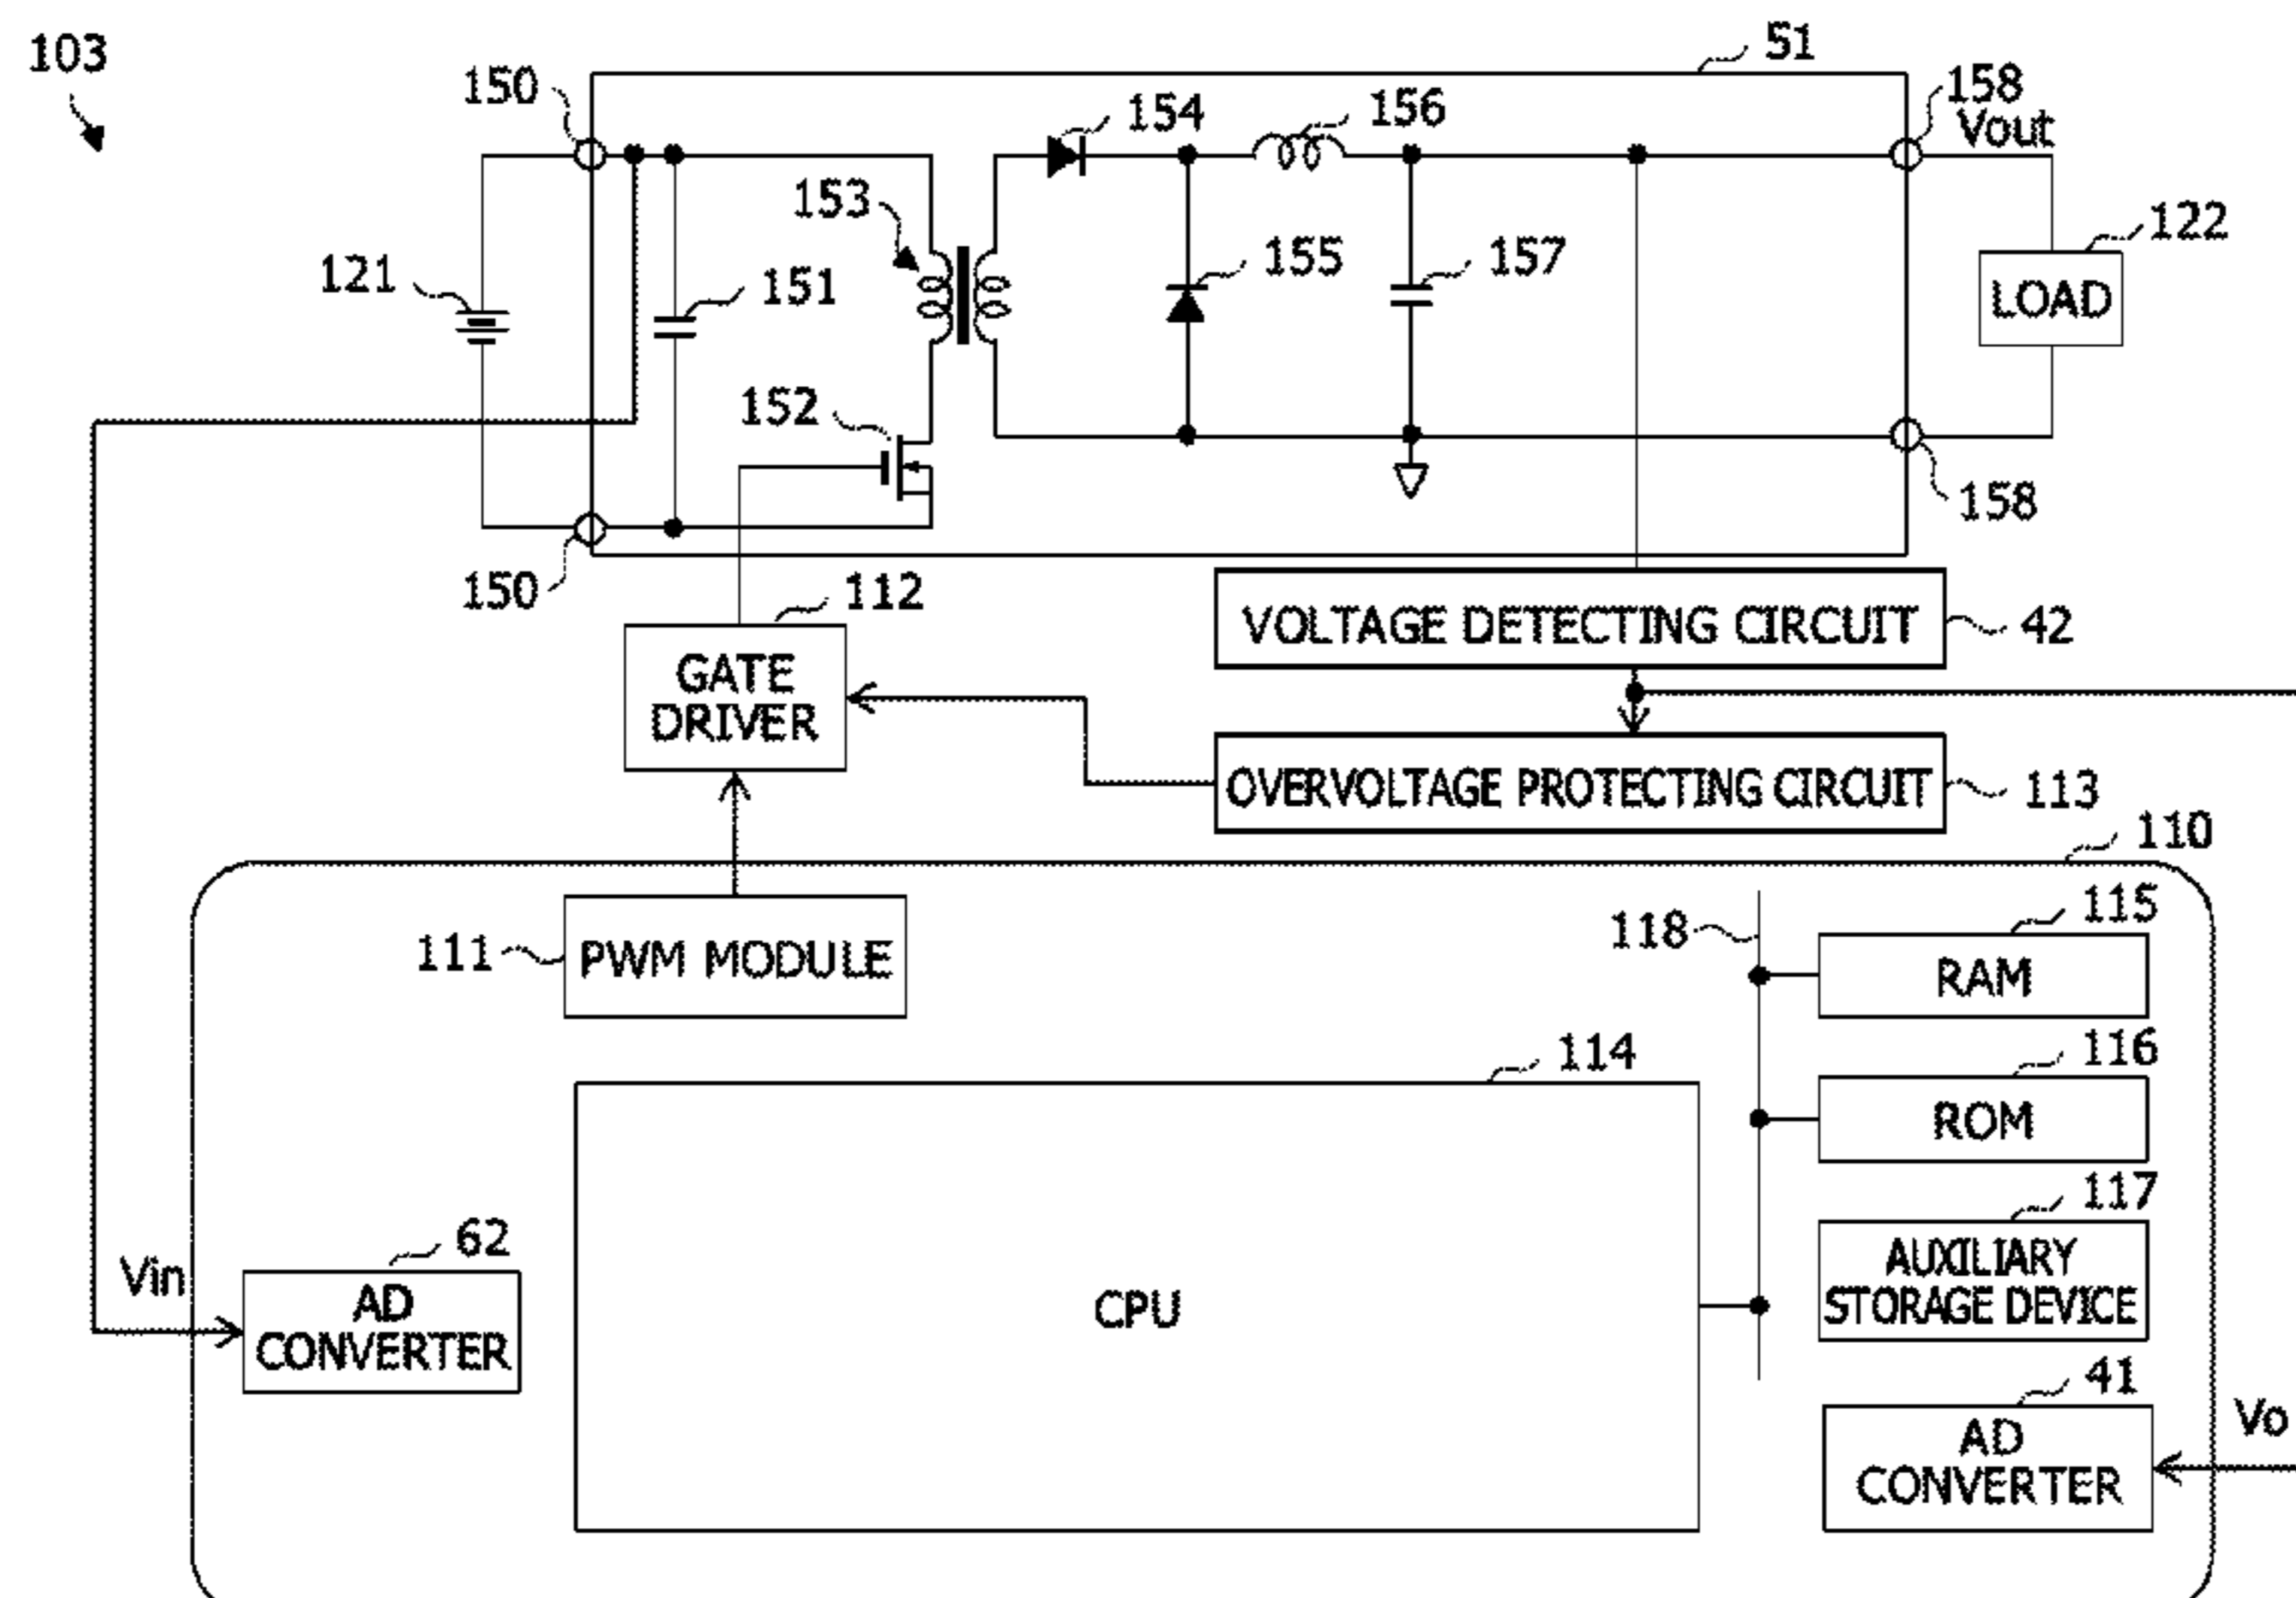 103
51
150
158
Vout
154
156
153
122
121
151
155
157
LOAD
152
158
150
112
VOLTAGE DETECTING CIRCUIT
42
GATE
DRIVER
OVERVOLTAGE PROTECTING CIRCUIT
113
110
111
PWM MODULE
118
115
RAM
114
116
ROM
117
62
Vin
AD
CONVERTER
CPU
AUXILIARY
STORAGE DEVICE
41
Vo
AD
CONVERTER